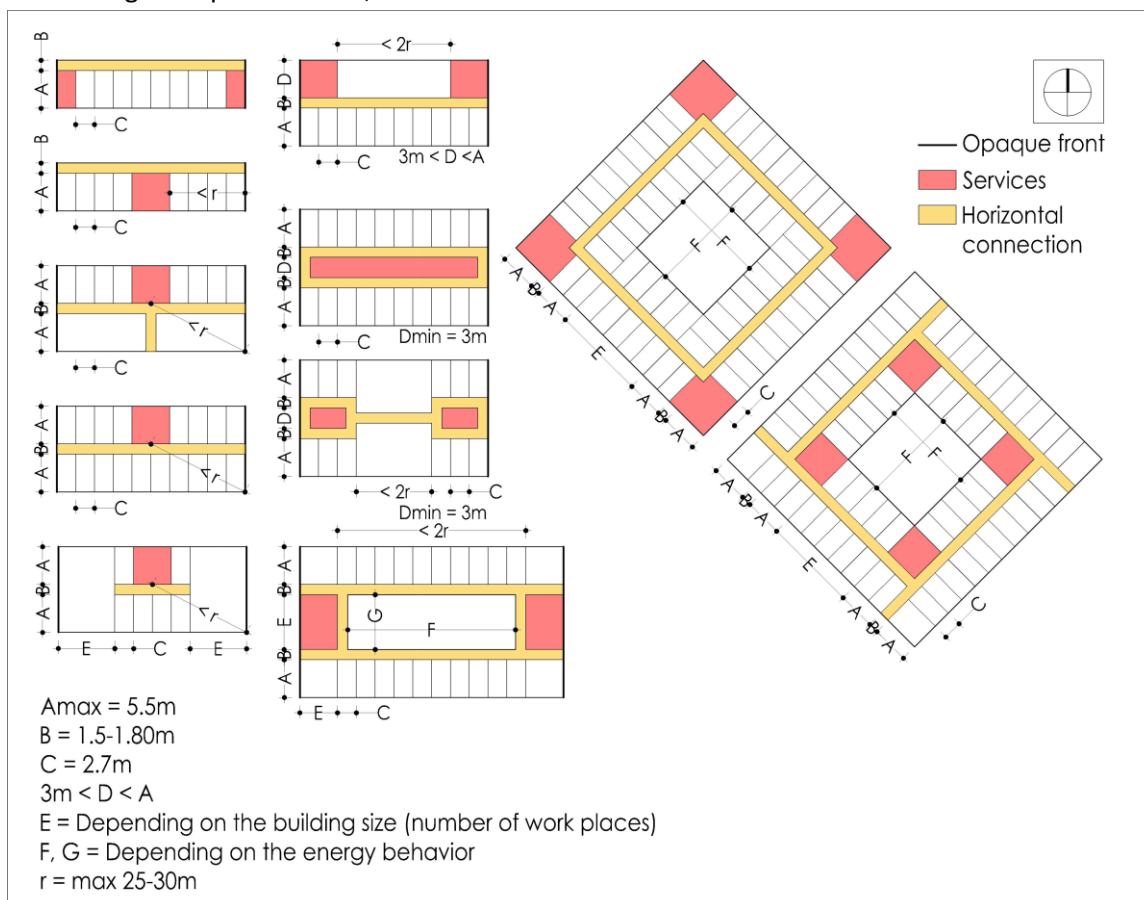 B
A
C
B
A
< r
C
A
B
A
< r
C
A
B
A
< r
C
A
B
A
< r
E
C
E
< 2r
D
B
A
C
3m < D <A
A
B
D
B
A
C
Dmin = 3m
A
B
D
B
A
< 2r
C
Dmin = 3m
< 2r
A
B
E
B
A
G
F
E
C
F
F
A
B
A
E
A
B
A
C
F
F
A
B
A
E
A
B
A
C
Opaque front
Services
Horizontal
connection
Amax = 5.5m
B = 1.5-1.80m
C = 2.7m
3m < D < A
E = Depending on the building size (number of work places)
F, G = Depending on the energy behavior
r = max 25-30m